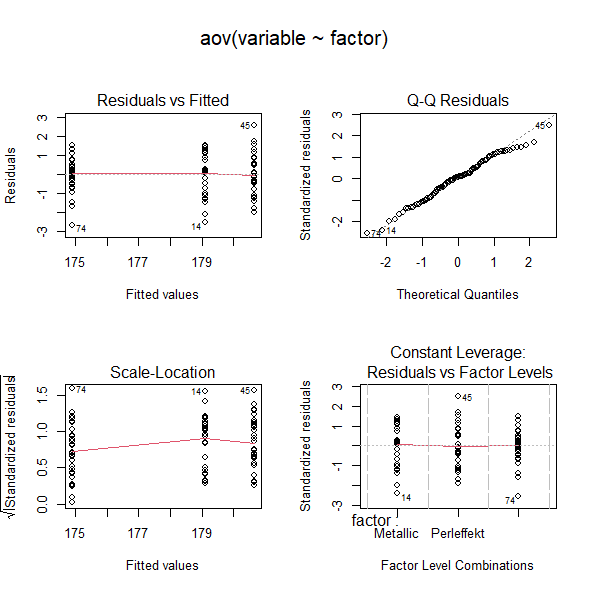 aov(variable ~ factor)
Residuals vs Fitted
Residuals
3
2
1
-1
-3
45
14
74
175
177
179
Fitted values
Q-Q Residuals
Standardized residuals
3
2
1
0
-2
45
74
14
-2
-1
0
1
2
Theoretical Quantiles
Scale-Location
√|Standardized residuals|
1.5
1.0
0.5
0.0
74
14
45
175
177
179
Fitted values
Constant Leverage:
Residuals vs Factor Levels
Standardized residuals
3
2
1
-1
-3
45
14
74
factor :
Metallic
Perleffekt
Factor Level Combinations